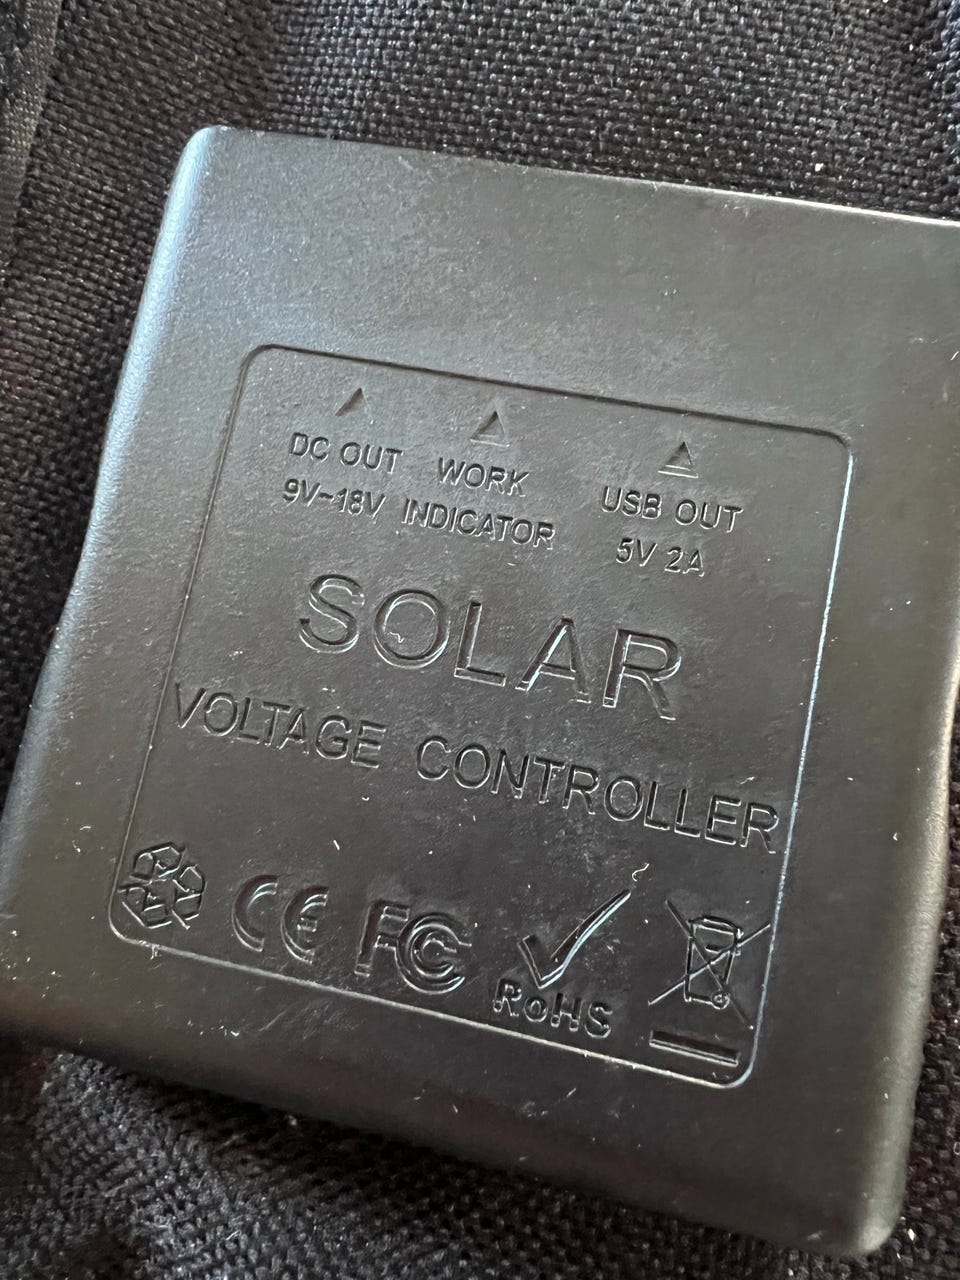 DC OUT WORK USB OUT
9V~18V INDICATOR 5V 2A
SOLAR
VOLTAGE CONTROLLER
CE FC RoHS